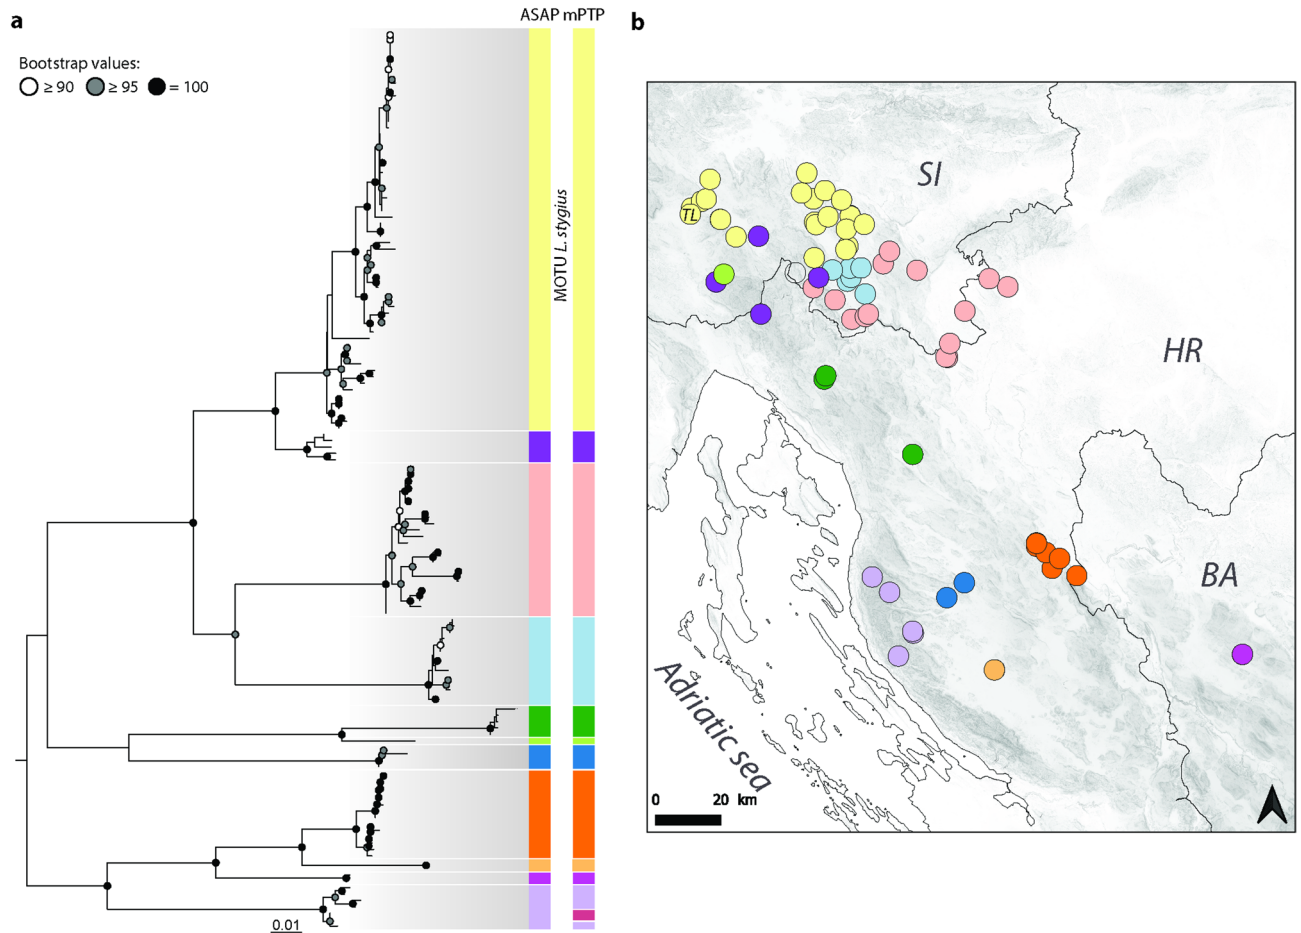 a
ASAP mPTP
b
Bootstrap values:
≥ 90 ≥ 95 = 100
MOTU L. stygius
0.01
SI
TL
HR
BA
Adriatic sea
0 20 km